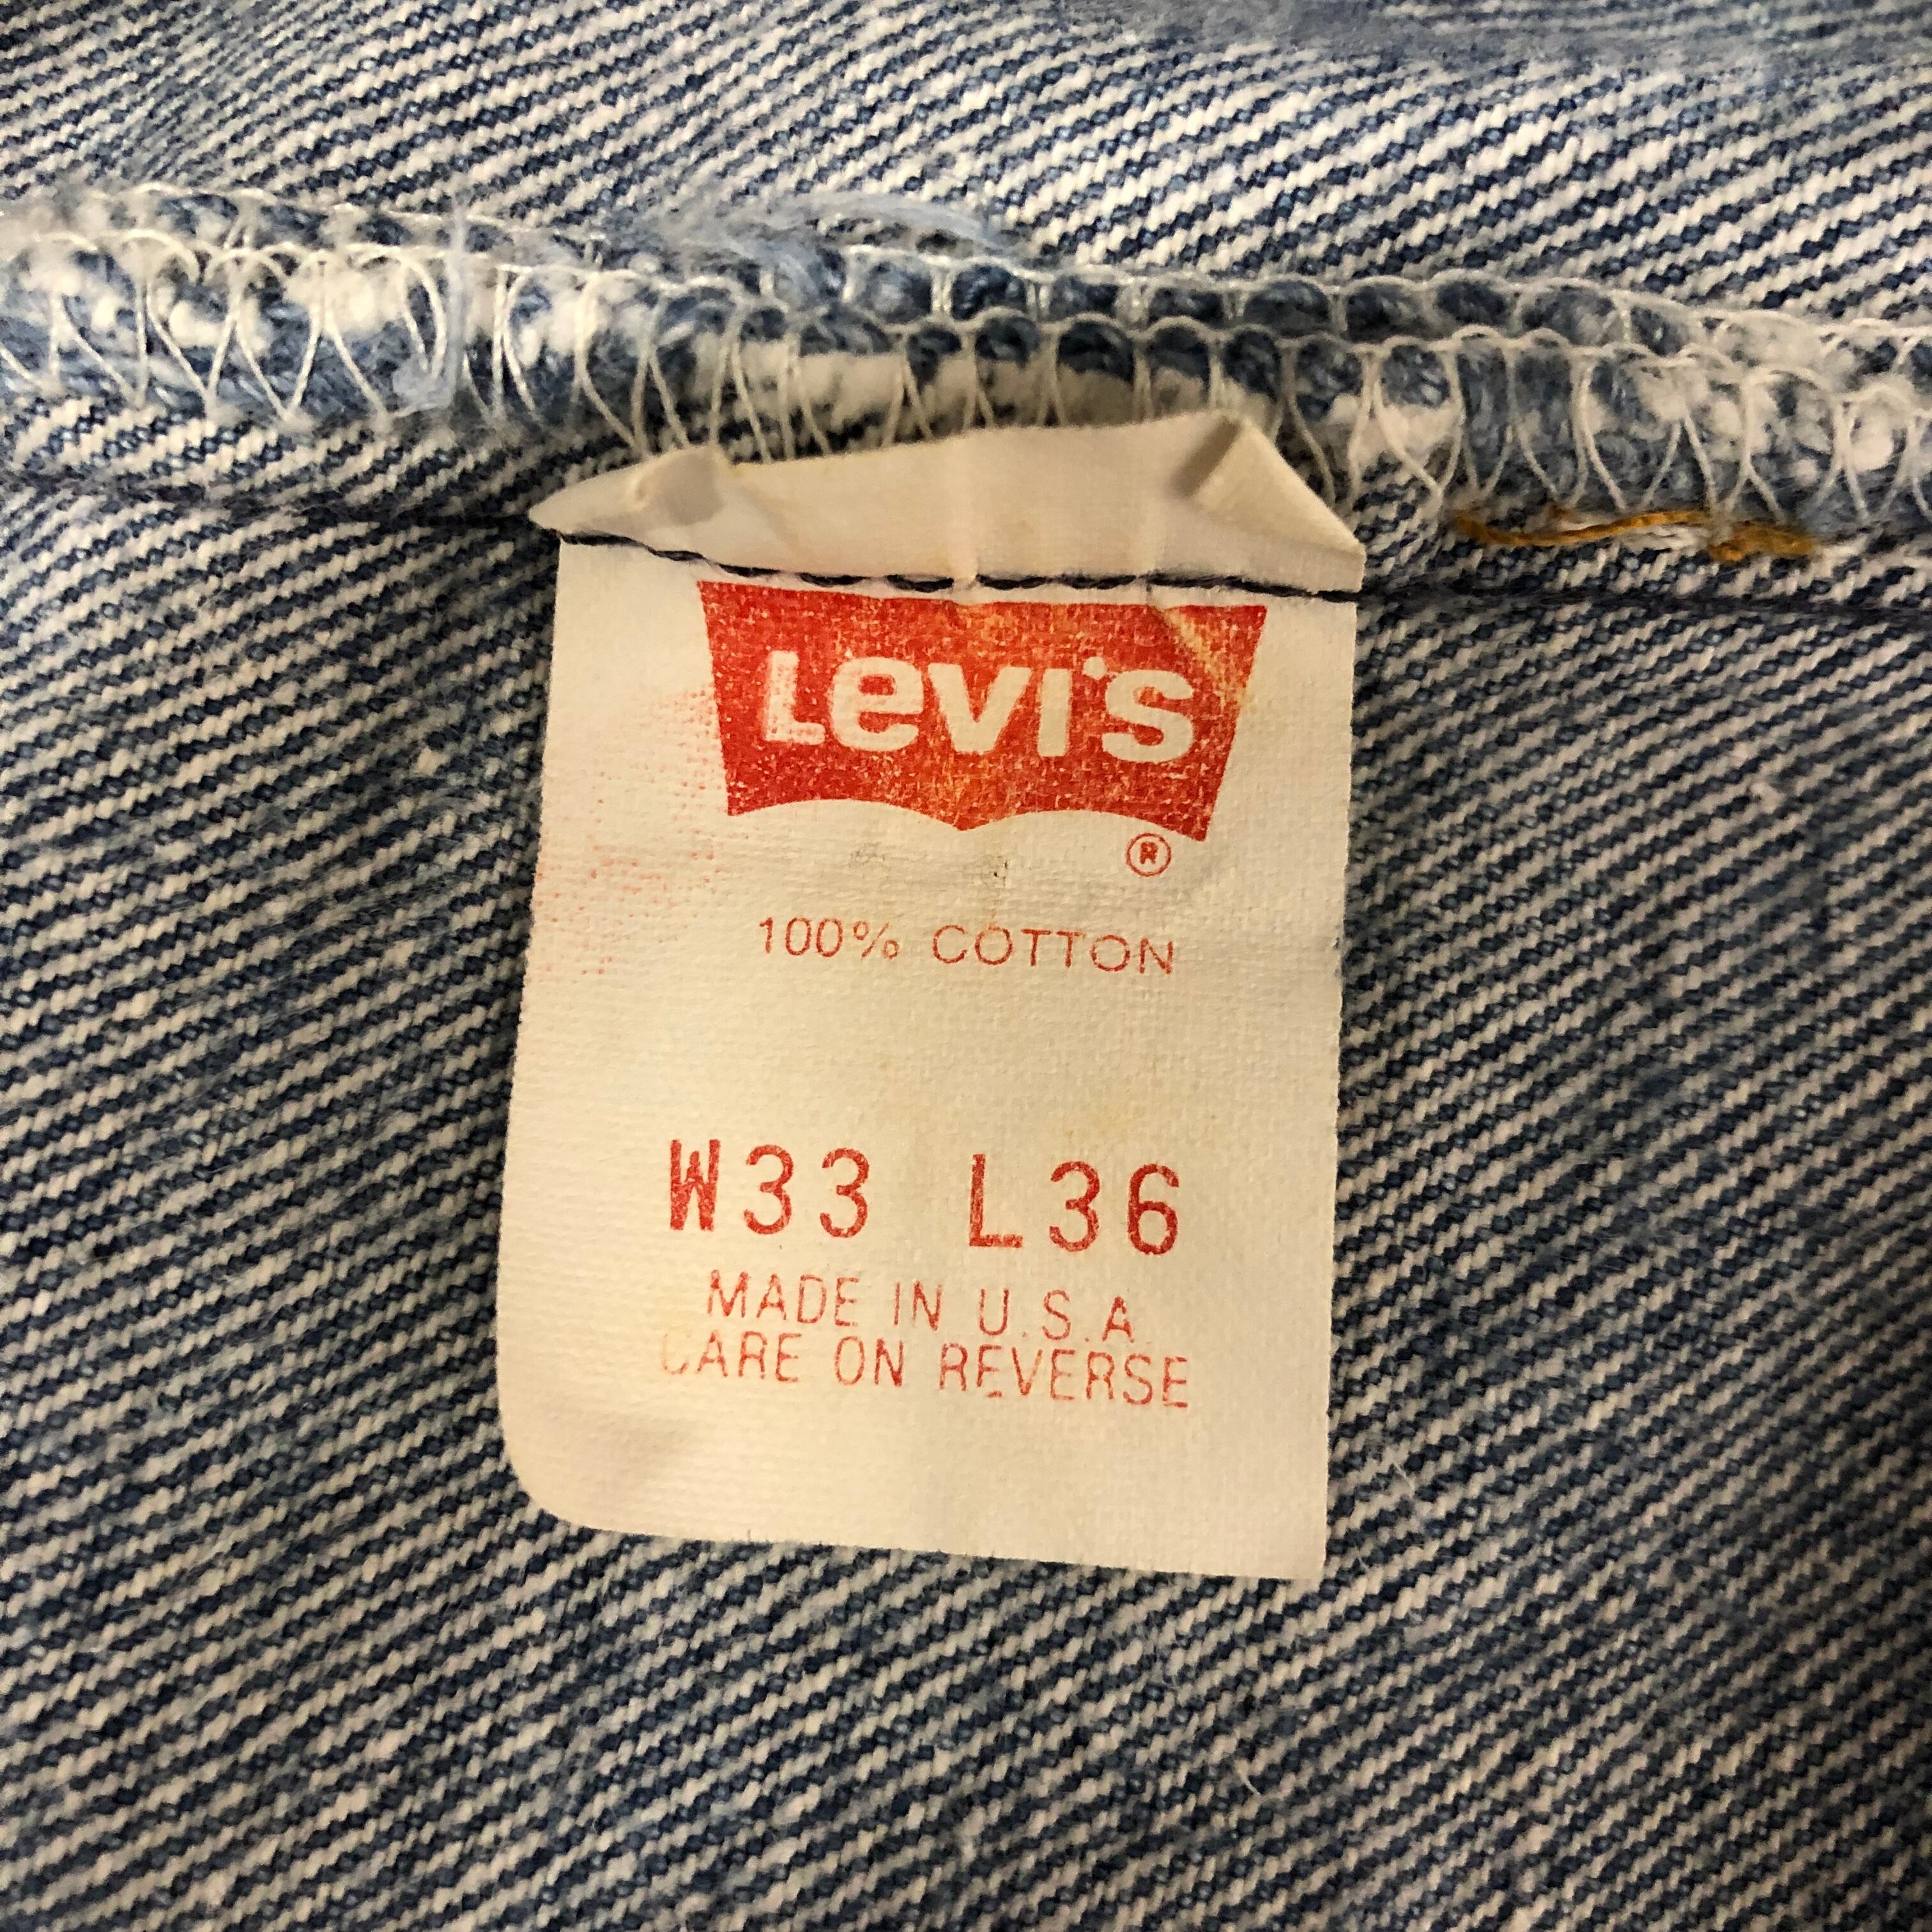 Levi's
®
100% COTTON
W33 L36
MADE IN U.S.A.
CARE ON REVERSE